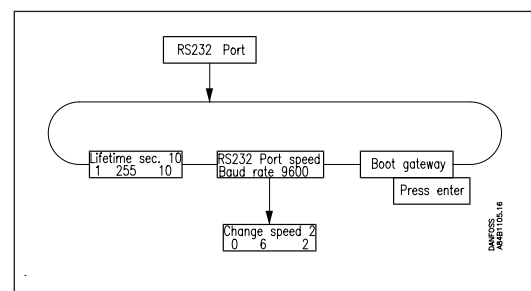 RS232 Port
Lifetime sec. 10
1 255 10
RS232 Port speed
Baud rate 9600
Boot gateway
Press enter
Change speed 2
0 6 2
DANFOSS
A84B1105.16